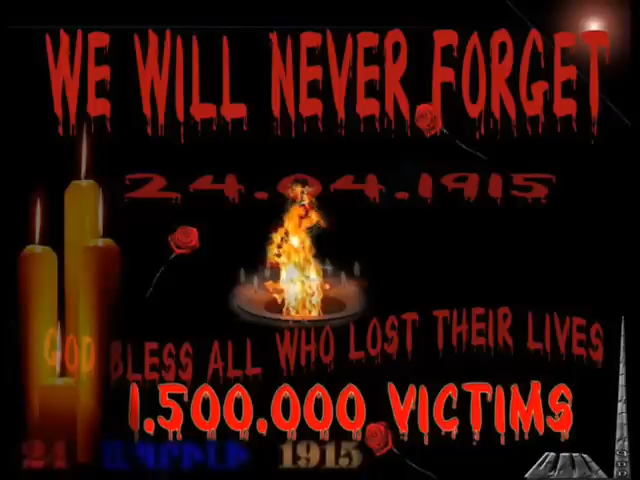 WE WILL NEVER FORGET
24.04.1915
GOD BLESS ALL WHO LOST THEIR LIVES
1.500.000 VICTIMS
24 ԱՊՐԻԼԻ 1915